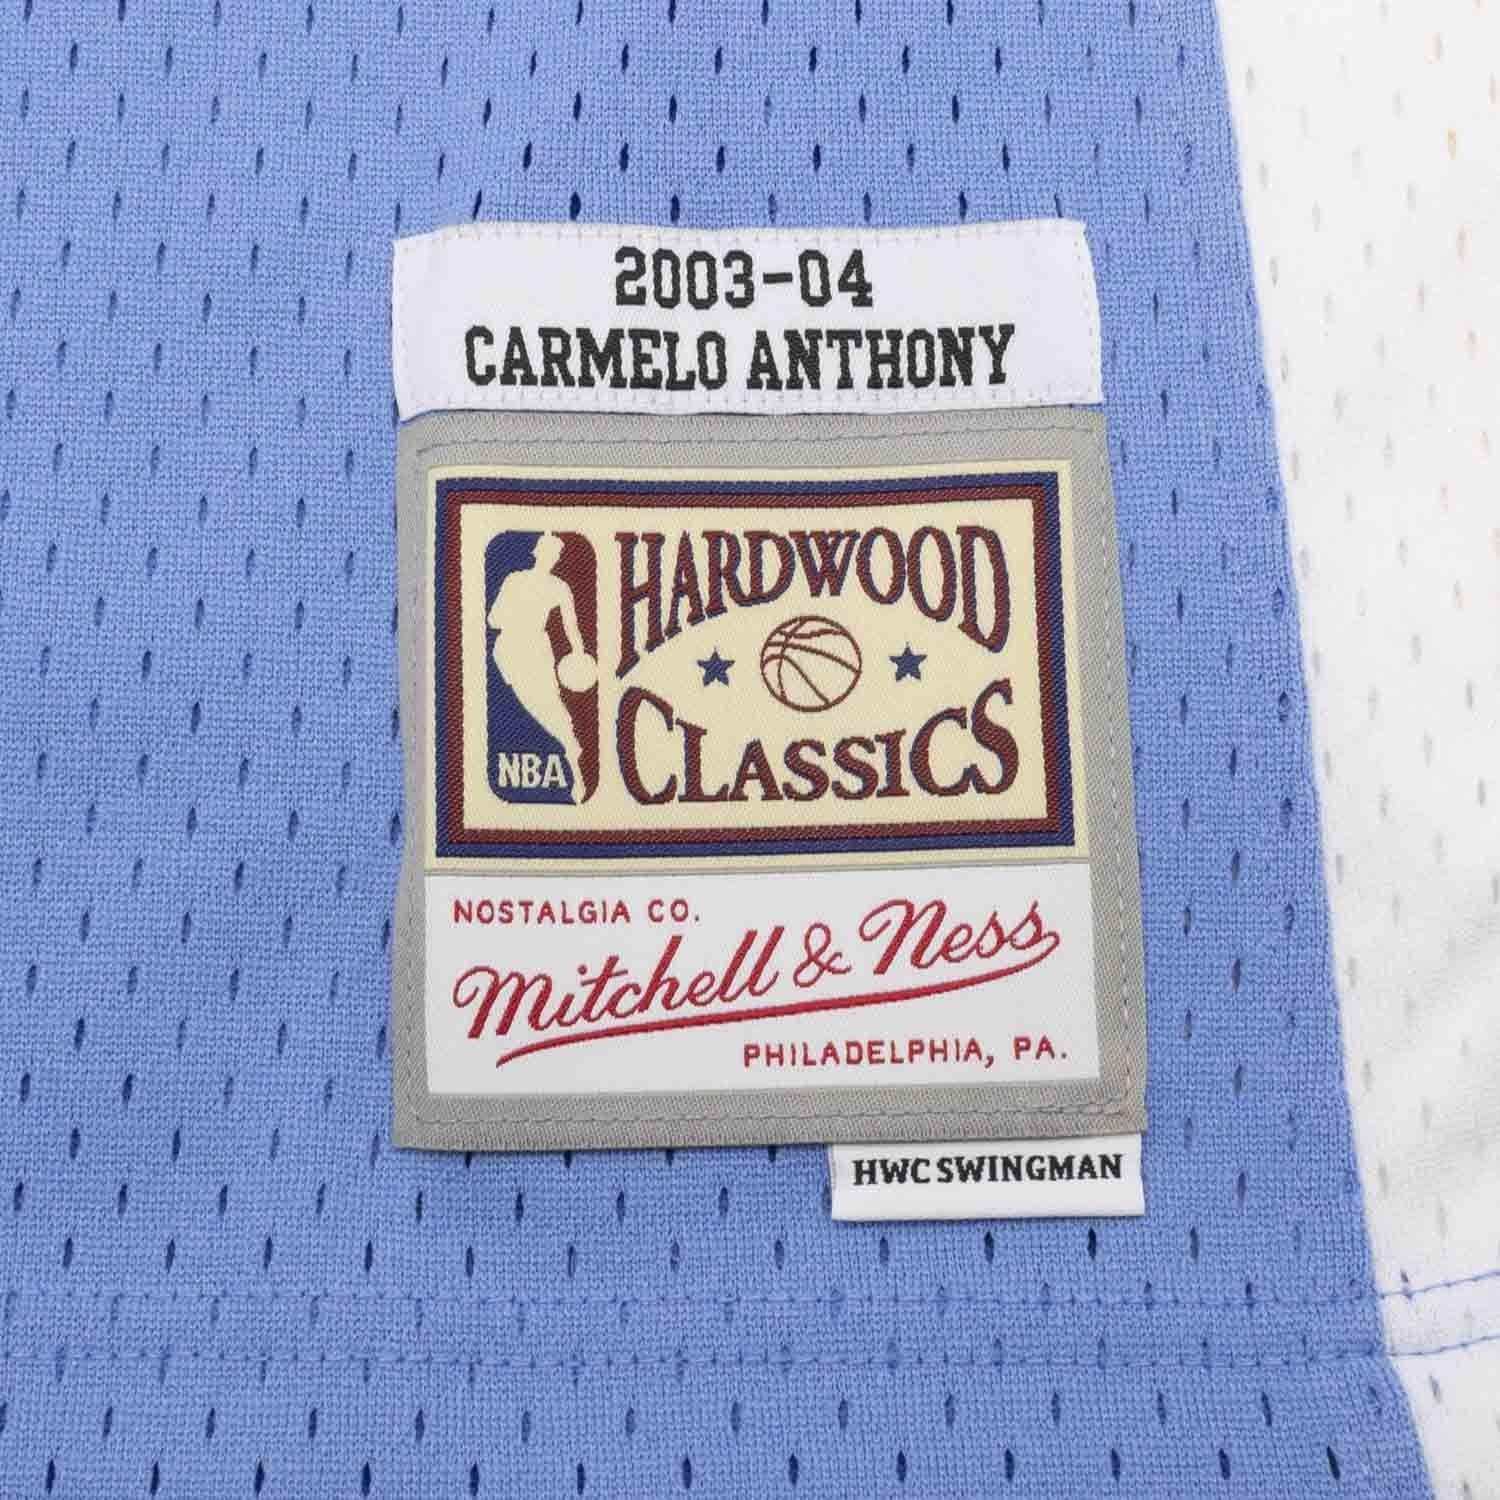 2003-04
CARMELO ANTHONY
HARDWOOD
CLASSICS
NBA
NOSTALGIA CO.
Mitchell & Ness
PHILADELPHIA, PA.
HWC SWINGMAN